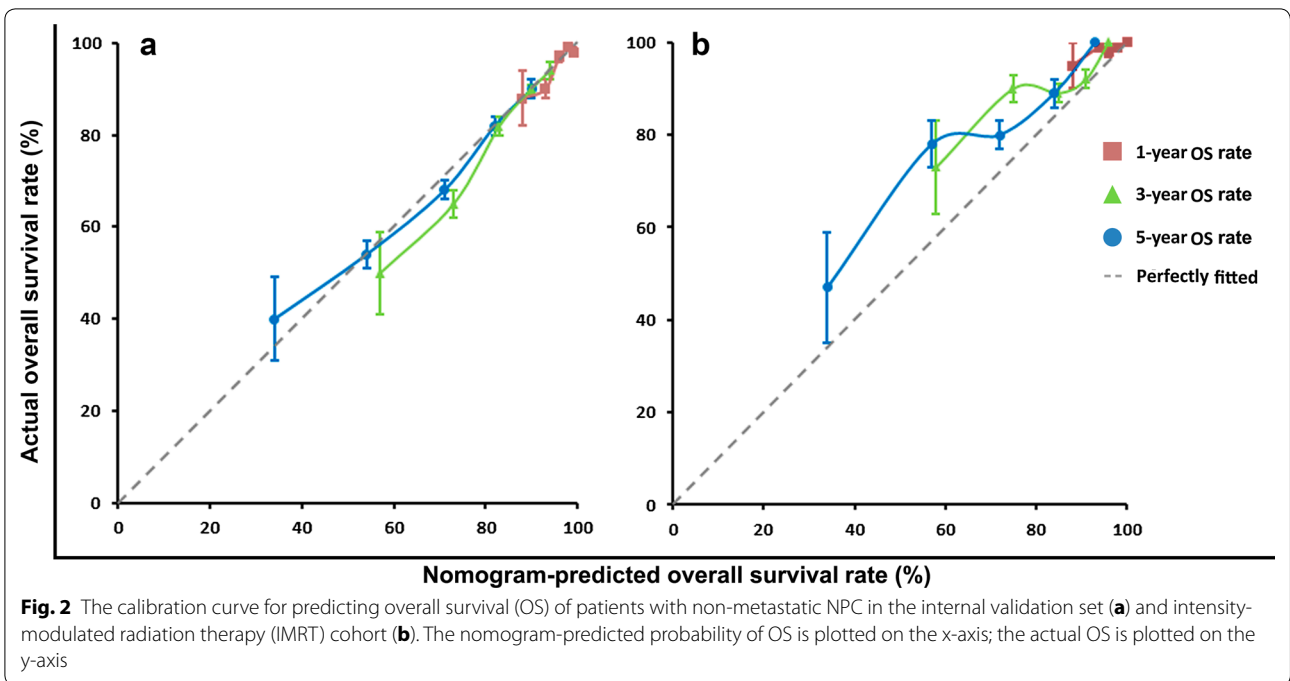 a
b
Actual overall survival rate (%)
100
80
60
40
20
0
0 20 40 60 80 100
100
80
60
40
20
0
0 20 40 60 80 100
1-year OS rate
3-year OS rate
5-year OS rate
Perfectly fitted
Nomogram-predicted overall survival rate (%)
Fig. 2 The calibration curve for predicting overall survival (OS) of patients with non-metastatic NPC in the internal validation set (a) and intensity-
modulated radiation therapy (IMRT) cohort (b). The nomogram-predicted probability of OS is plotted on the x-axis; the actual OS is plotted on the
y-axis